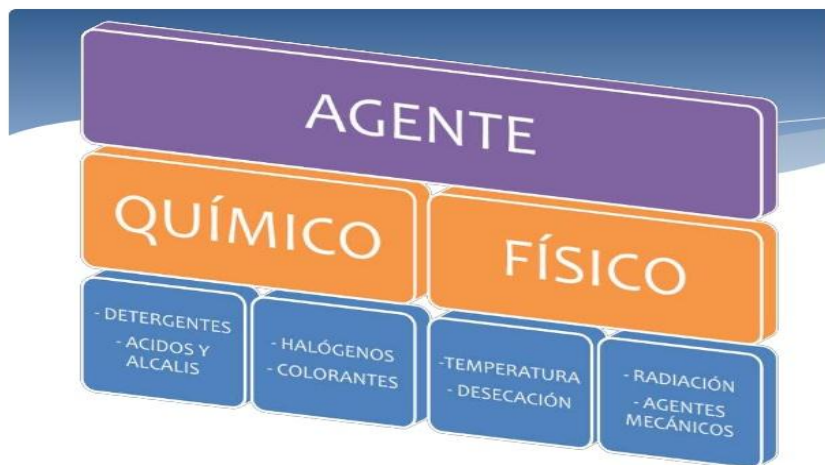 AGENTE
QUÍMICO
FÍSICO
- DETERGENTES
- ACIDOS Y
ALCALIS
- HALÓGENOS
- COLORANTES
-TEMPERATURA
- DESECACIÓN
- RADIACIÓN
- AGENTES
MECÁNICOS